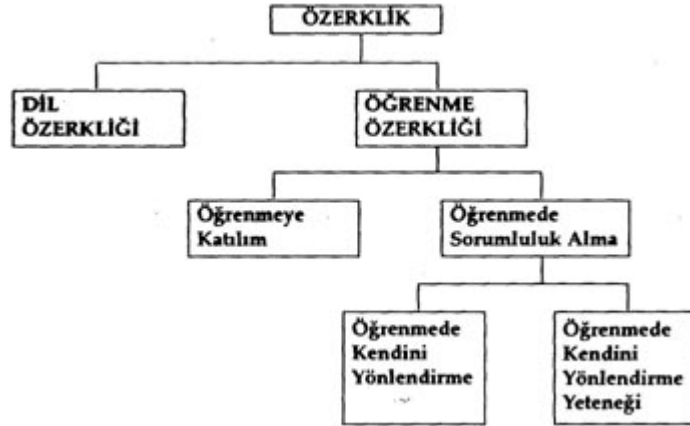 ÖZERKLİK
DİL
ÖZERKLİĞİ
ÖĞRENME
ÖZERKLİĞİ
Öğrenmeye
Katılım
Öğrenmede
Sorumluluk Alma
Öğrenmede
Kendini
Yönlendirme
Öğrenmede
Kendini
Yönlendirme
Yeteneği